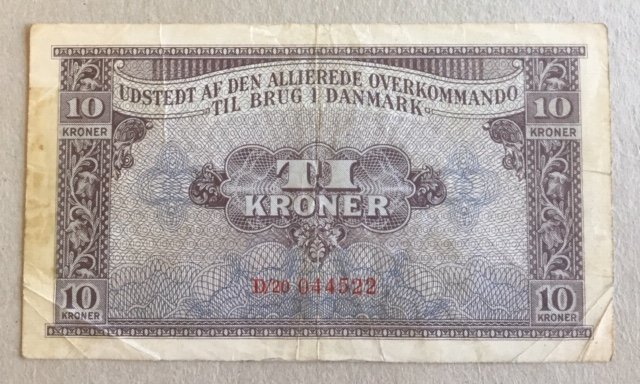 UDSTEDT AF DEN ALLIEREDE OVERKOMMANDO
TIL BRUG I DANMARK
10
KRONER
10
KRONER
TI
KRONER
D/20 044522
10
KRONER
10
KRONER